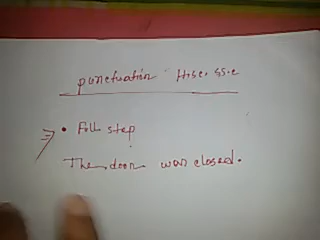 punctuation
• Full stop
The door was closed.